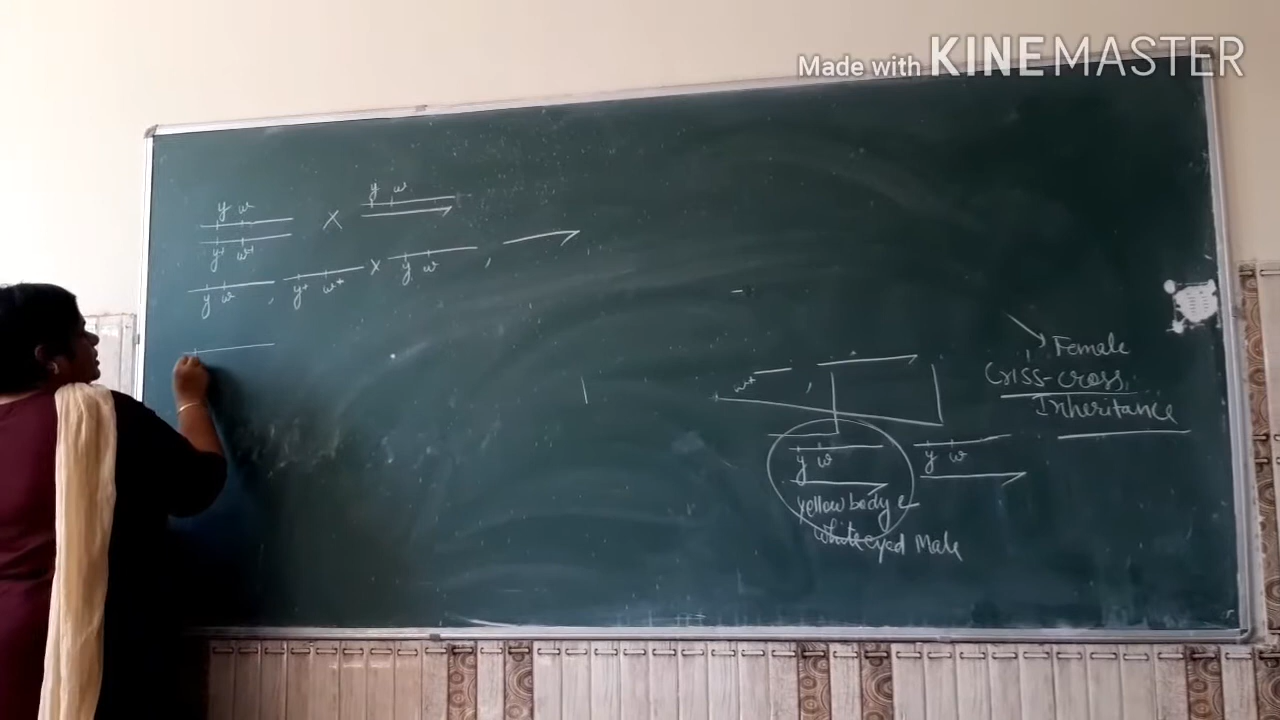 Made with KINEMASTER
y w
y w
X
y+ w+
y w , y+ w+ x y w ,
w+ ,
Female
Criss-cross
Inheritance
y w
y w
yellow body &
white eyed Male